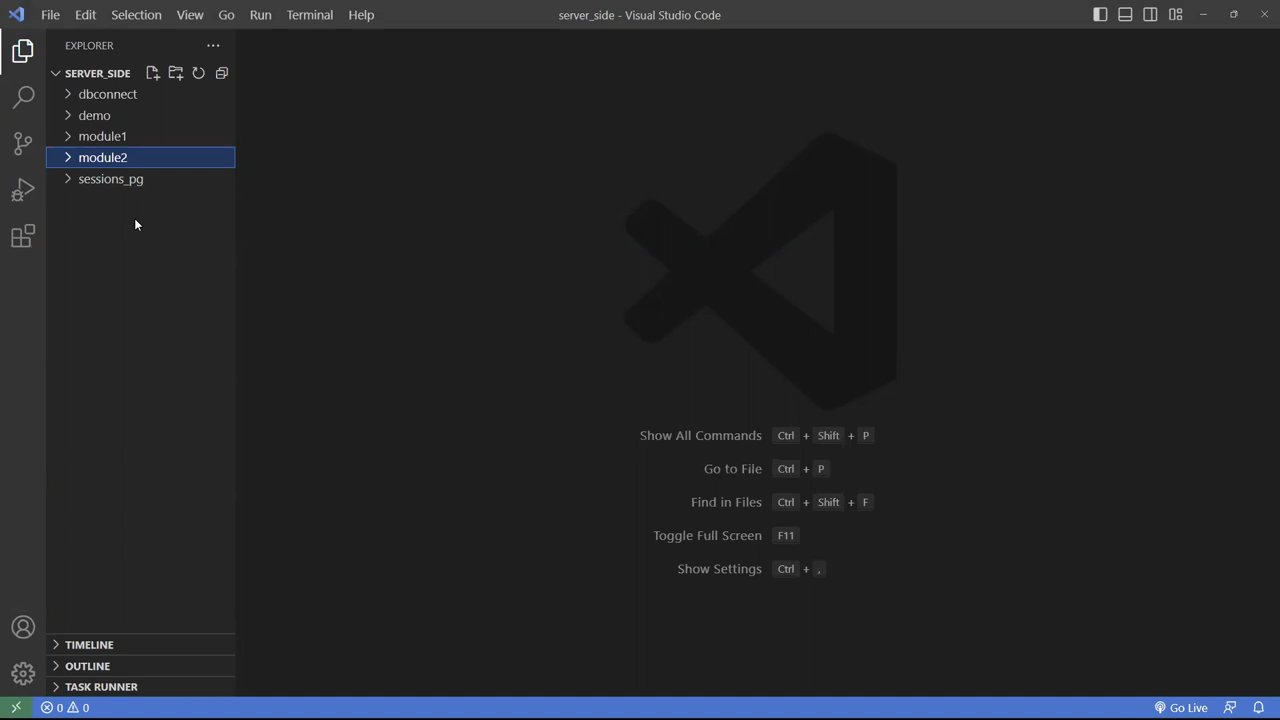 File Edit Selection View Go Run Terminal Help server_side - Visual Studio Code
EXPLORER ...
SERVER_SIDE
dbconnect
demo
module1
module2
sessions_pg
Show All Commands Ctrl + Shift + P
Go to File Ctrl + P
Find in Files Ctrl + Shift + F
Toggle Full Screen F11
Show Settings Ctrl + ,
TIMELINE
OUTLINE
TASK RUNNER
0 0 Go Live